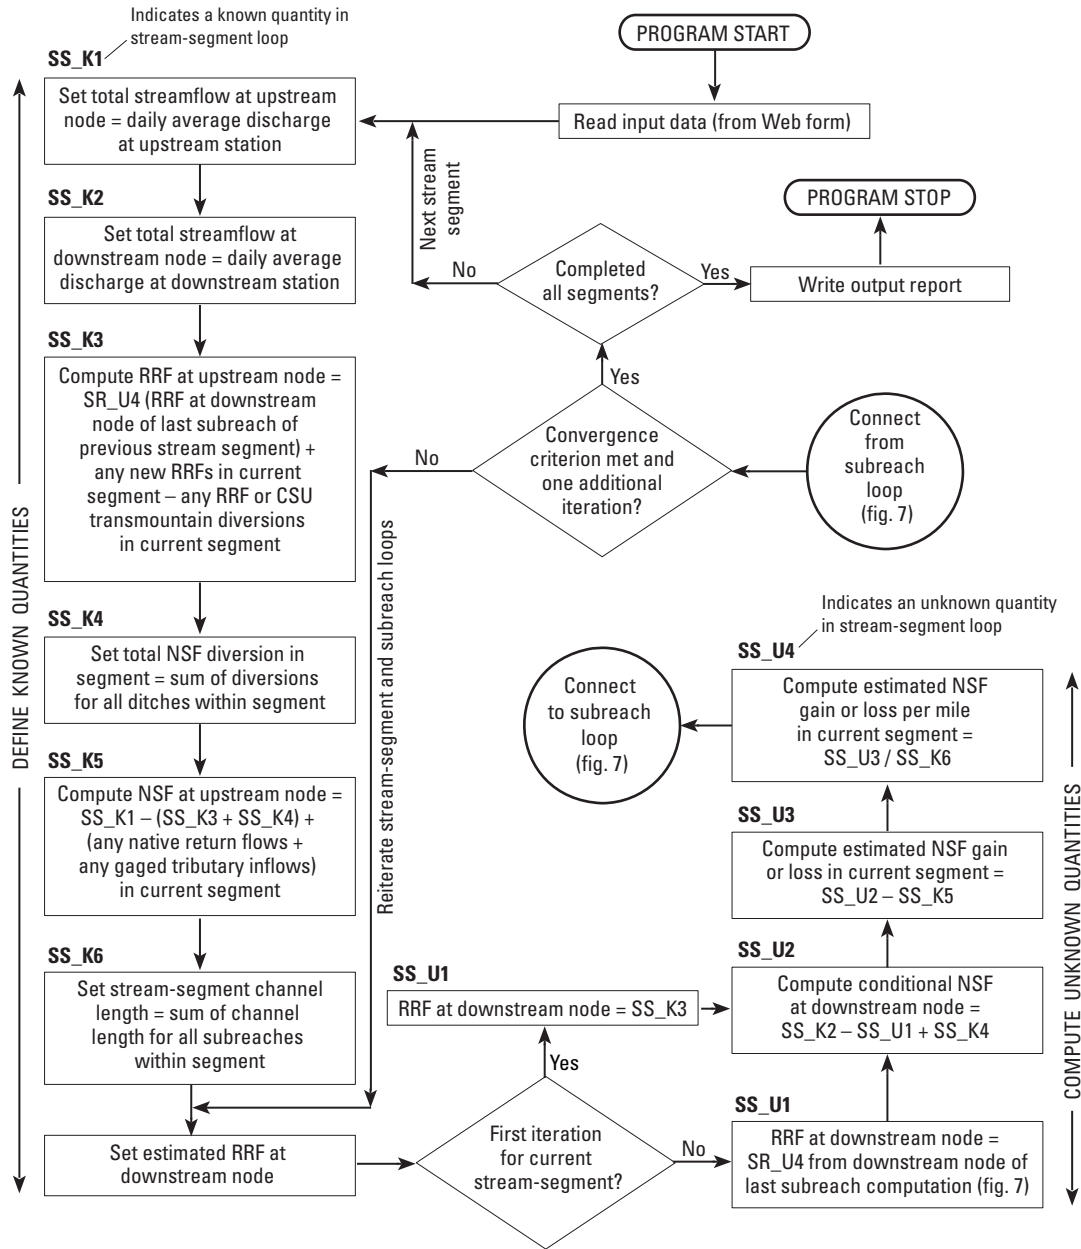 Indicates a known quantity in
stream-segment loop
SS_K1
Set total streamflow at upstream
node = daily average discharge
at upstream station
SS_K2
Set total streamflow at
downstream node = daily average
discharge at downstream station
SS_K3
Compute RRF at upstream node =
SR_U4 (RRF at downstream
node of last subreach of
previous stream segment) +
any new RRFs in current
segment – any RRF or CSU
transmountain diversions
in current segment
SS_K4
Set total NSF diversion in
segment = sum of diversions
for all ditches within segment
SS_K5
Compute NSF at upstream node =
SS_K1 – (SS_K3 + SS_K4) +
(any native return flows +
any gaged tributary inflows)
in current segment
SS_K6
Set stream-segment channel
length = sum of channel
length for all subreaches
within segment
Set estimated RRF at
downstream node
DEFINE KNOWN QUANTITIES
PROGRAM START
Read input data (from Web form)
Next stream
segment
PROGRAM STOP
Write output report
Completed
all segments?
No
Yes
Yes
Convergence
criterion met and
one additional
iteration?
No
Connect
from
subreach
loop
(fig. 7)
Reiterate stream-segment and subreach loops
Indicates an unknown quantity
in stream-segment loop
SS_U4
Compute estimated NSF
gain or loss per mile
in current segment =
SS_U3 / SS_K6
Connect
to subreach
loop
(fig. 7)
SS_U3
Compute estimated NSF gain
or loss in current segment =
SS_U2 – SS_K5
SS_U2
Compute conditional NSF
at downstream node =
SS_K2 – SS_U1 + SS_K4
SS_U1
RRF at downstream node = SS_K3
Yes
First iteration
for current
stream-segment?
No
SS_U1
RRF at downstream node =
SR_U4 from downstream node of
last subreach computation (fig. 7)
COMPUTE UNKNOWN QUANTITIES